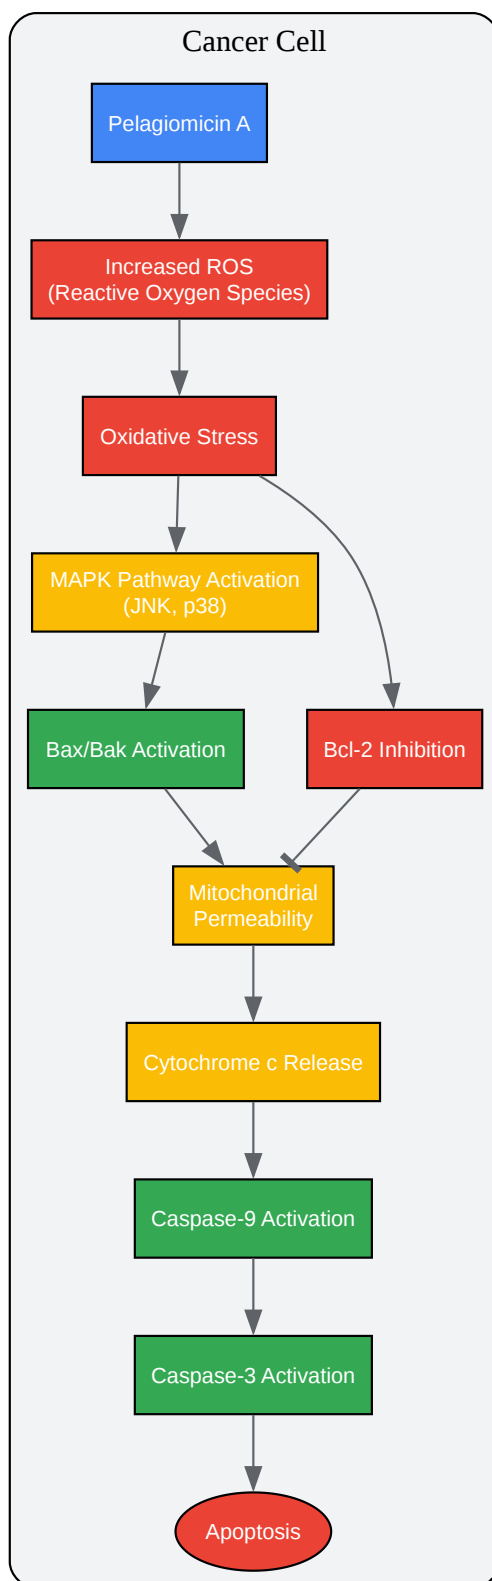 Cancer Cell
Pelagiomicin A
Increased ROS
(Reactive Oxygen Species)
Oxidative Stress
MAPK Pathway Activation
(JNK, p38)
Bax/Bak Activation
Bcl-2 Inhibition
Mitochondrial
Permeability
Cytochrome c Release
Caspase-9 Activation
Caspase-3 Activation
Apoptosis